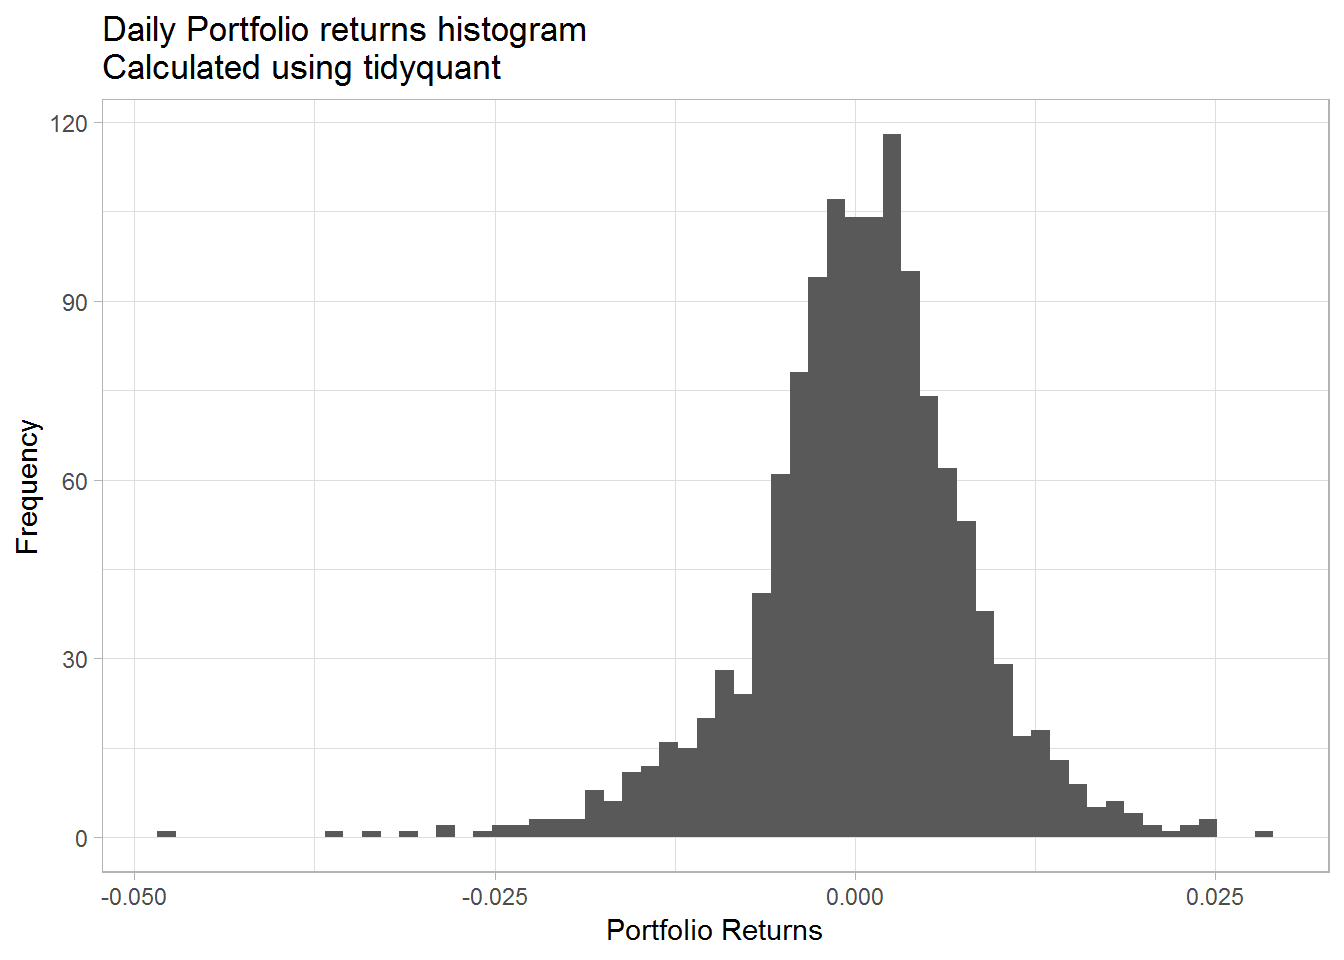 Daily Portfolio returns histogram
Calculated using tidyquant
120
90
60
30
0
Frequency
-0.050
-0.025
0.000
0.025
Portfolio Returns